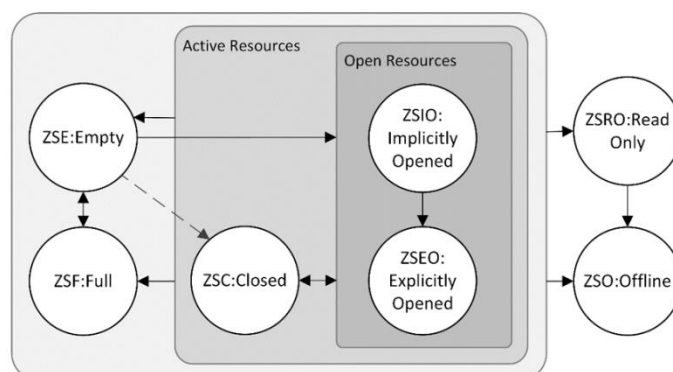 Active Resources
Open Resources
ZSE:Empty
ZSIO:
Implicitly
Opened
ZSRO:Read
Only
ZSF:Full
ZSC:Closed
ZSEO:
Explicitly
Opened
ZSO:Offline